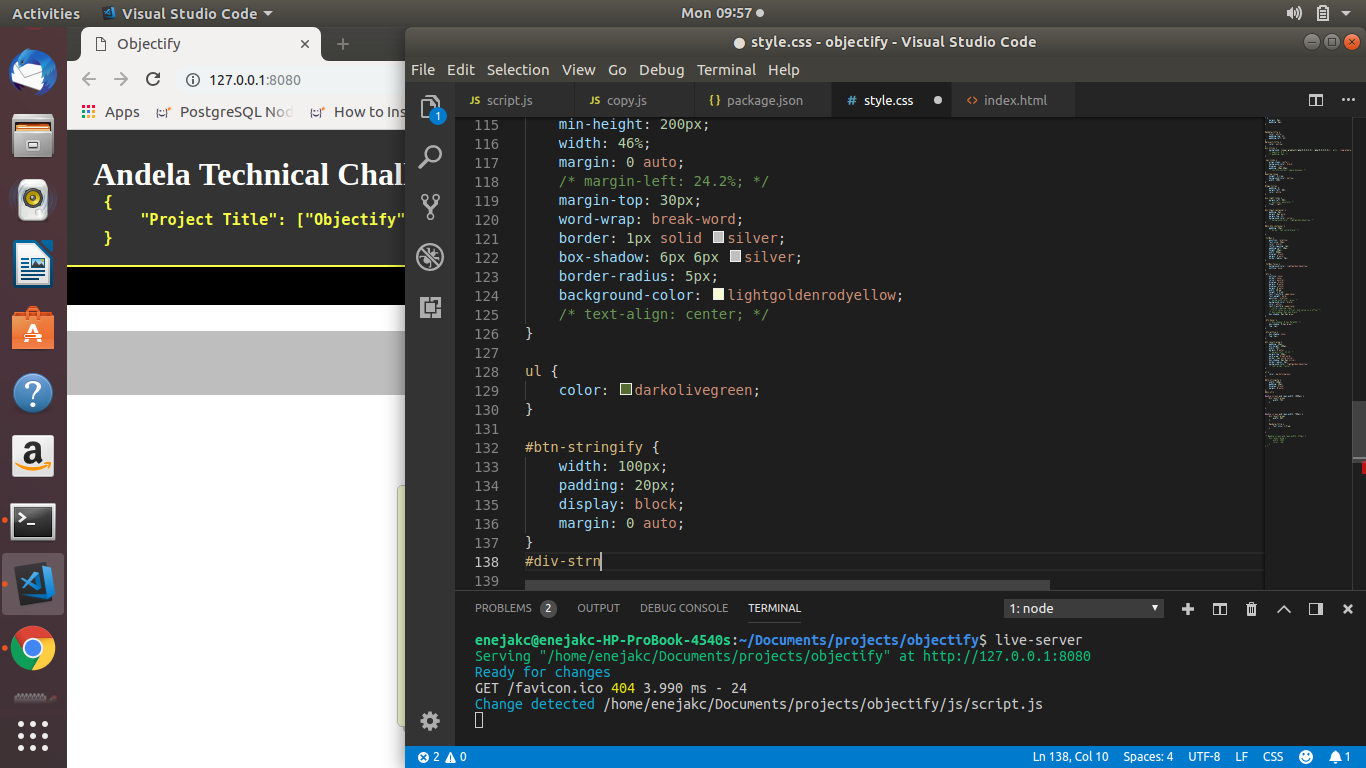 Activities Visual Studio Code Mon 09:57
Objectify
127.0.0.1:8080
Apps PostgreSQL Nod How to Ins
Andela Technical Chal
{
"Project Title": ["Objectify"
}
style.css - objectify - Visual Studio Code
File Edit Selection View Go Debug Terminal Help
JS script.js JS copy.js {} package.json # style.css <> index.html
1
115 min-height: 200px;
116 width: 46%;
117 margin: 0 auto;
118 /* margin-left: 24.2%; */
119 margin-top: 30px;
120 word-wrap: break-word;
121 border: 1px solid silver;
122 box-shadow: 6px 6px silver;
123 border-radius: 5px;
124 background-color: lightgoldenrodyellow;
125 /* text-align: center; */
126 }
127
128 ul {
129 color: darkolivegreen;
130 }
131
132 #btn-stringify {
133 width: 100px;
134 padding: 20px;
135 display: block;
136 margin: 0 auto;
137 }
138 #div-strn
139
PROBLEMS 2 OUTPUT DEBUG CONSOLE TERMINAL 1: node
enejakc@enejakc-HP-ProBook-4540s:~/Documents/projects/objectify$ live-server
Serving "/home/enejakc/Documents/projects/objectify" at http://127.0.0.1:8080
Ready for changes
GET /favicon.ico 404 3.990 ms - 24
Change detected /home/enejakc/Documents/projects/objectify/js/script.js
2 0 Ln 138, Col 10 Spaces: 4 UTF-8 LF CSS 1